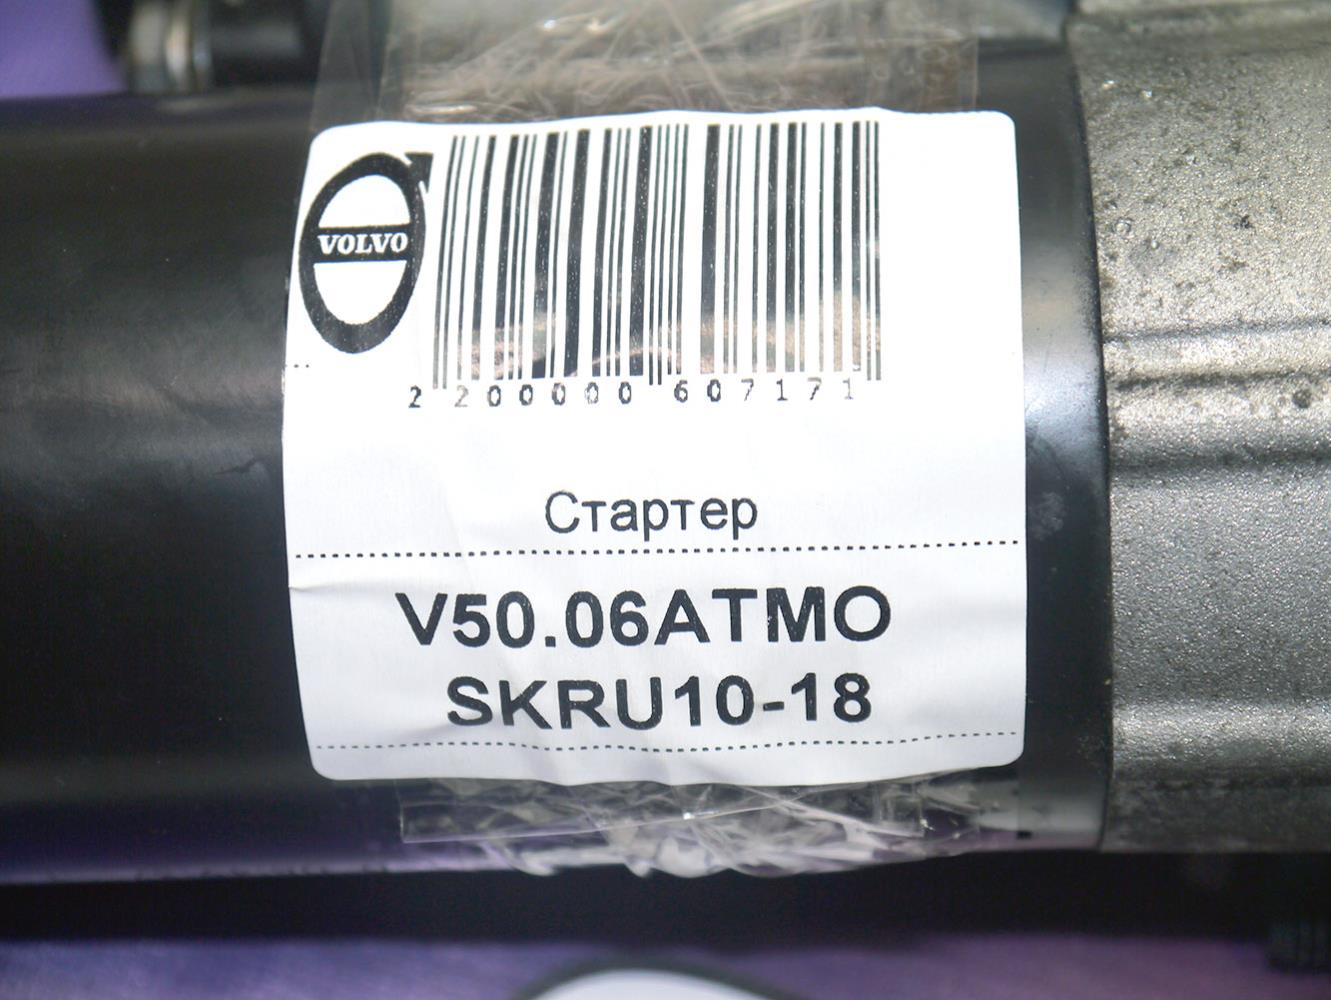 VOLVO
2 200000 607171
Стартер
V50.06ATMO
SKRU10-18